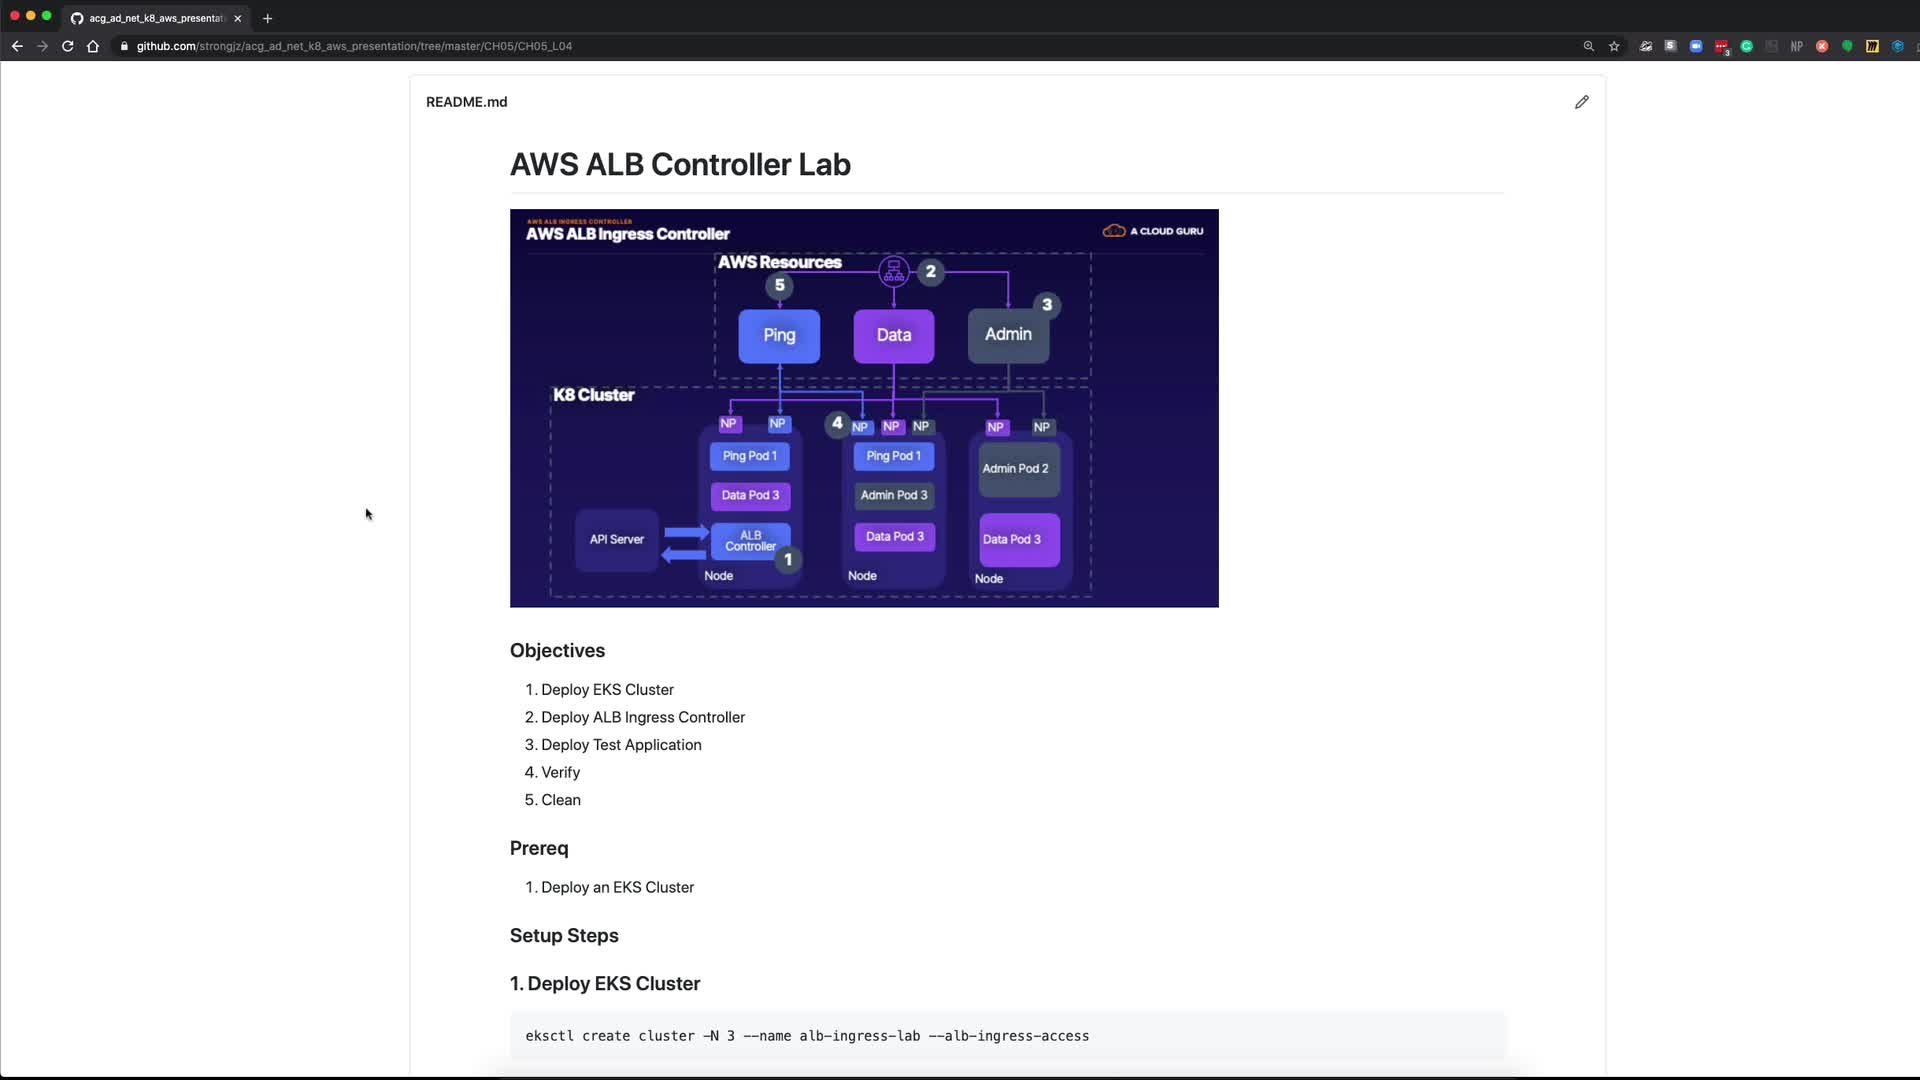 acg_ad_net_k8_aws_presentat
github.com/strongjz/acg_ad_net_k8_aws_presentation/tree/master/CH05/CH05_L04
NP
3
README.md
AWS ALB Controller Lab
AWS ALB INGRESS CONTROLLER
AWS ALB Ingress Controller
A CLOUD GURU
AWS Resources
2
5
3
Ping
Data
Admin
K8 Cluster
NP
NP
4
NP
NP
NP
NP
NP
Ping Pod 1
Ping Pod 1
Admin Pod 2
Data Pod 3
Admin Pod 3
API Server
ALB
Controller
1
Data Pod 3
Data Pod 3
Node
Node
Node
Objectives
1. Deploy EKS Cluster
2. Deploy ALB Ingress Controller
3. Deploy Test Application
4. Verify
5. Clean
Prereq
1. Deploy an EKS Cluster
Setup Steps
1. Deploy EKS Cluster
eksctl create cluster -N 3 --name alb-ingress-lab --alb-ingress-access